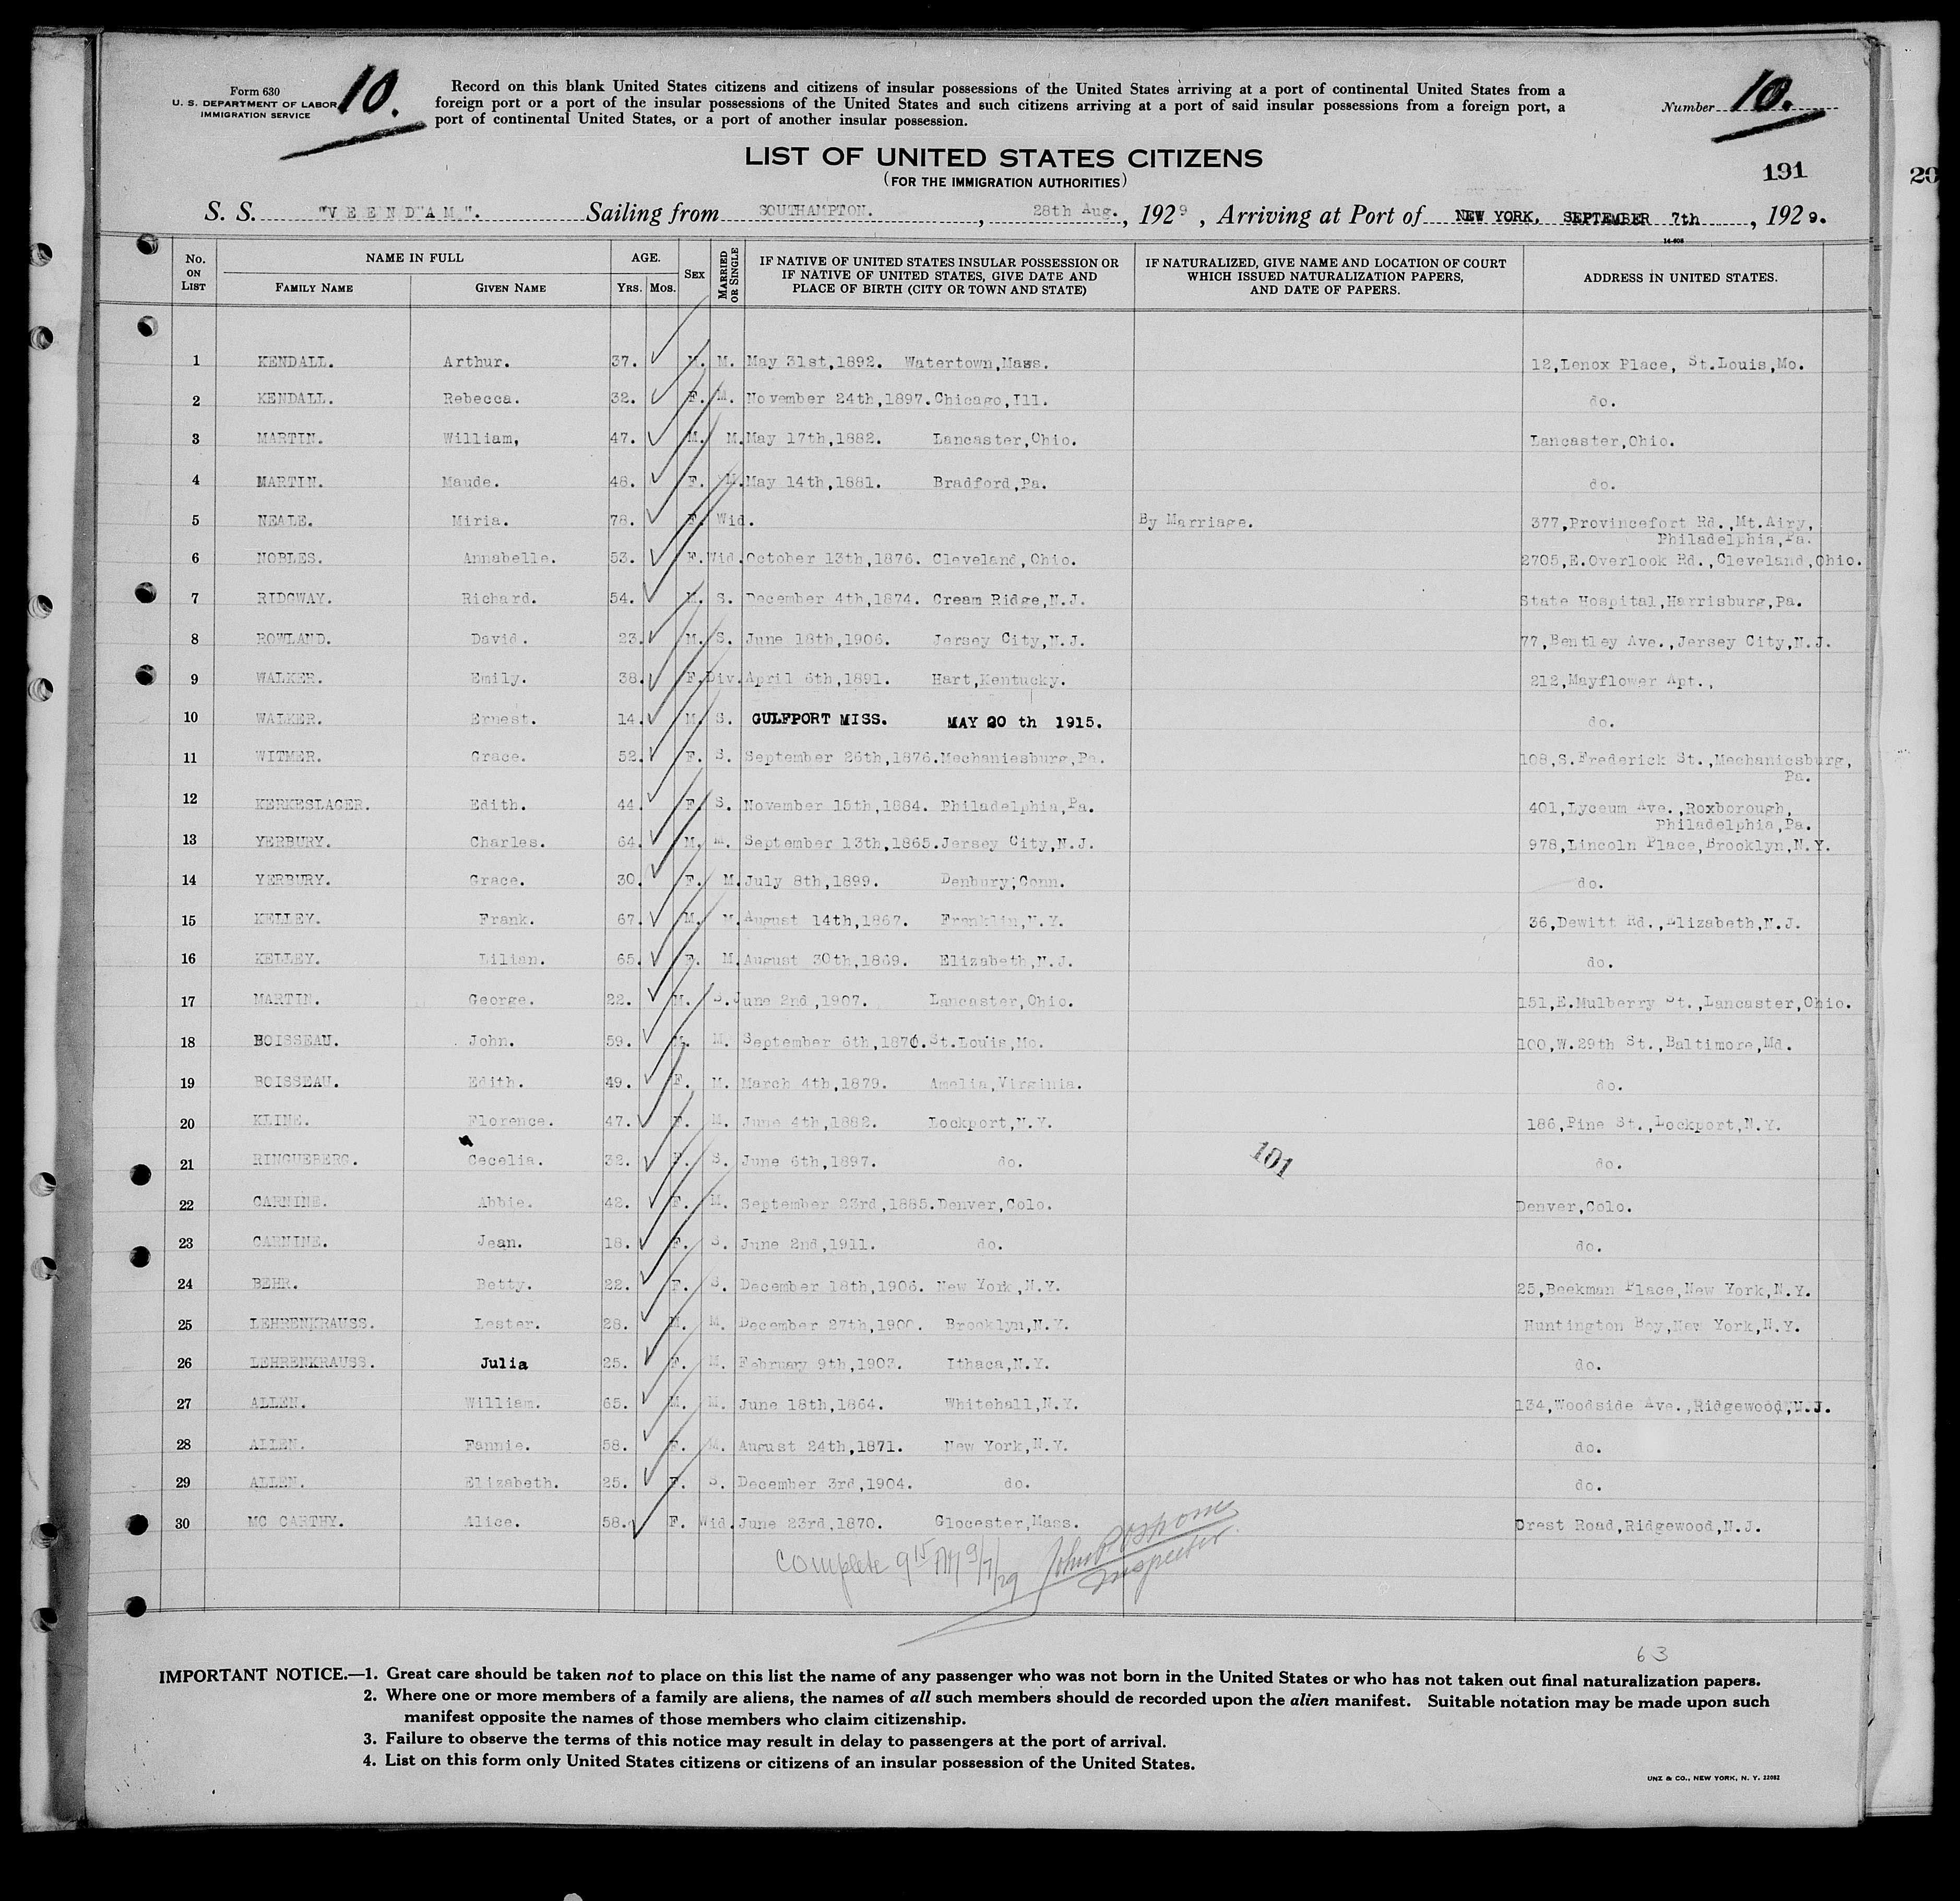 Form 630
U. S. DEPARTMENT OF LABOR
IMMIGRATION SERVICE
10.
Record on this blank United States citizens and citizens of insular possessions of the United States arriving at a port of continental United States from a
foreign port or a port of the insular possessions of the United States and such citizens arriving at a port of said insular possessions from a foreign port, a
port of continental United States, or a port of another insular possession.
Number 10.
LIST OF UNITED STATES CITIZENS
(FOR THE IMMIGRATION AUTHORITIES)
191
20
S. S. "VEENDAM". Sailing from SOUTHAMPTON. , 28th Aug. , 1929 , Arriving at Port of NEW YORK, SEPTEMBER 7th , 1929.
14-608
No. ON LIST NAME IN FULL FAMILY NAME GIVEN NAME AGE. YRS. MOS. SEX MARRIED OR SINGLE IF NATIVE OF UNITED STATES INSULAR POSSESSION OR IF NATIVE OF UNITED STATES, GIVE DATE AND PLACE OF BIRTH (CITY OR TOWN AND STATE) IF NATURALIZED, GIVE NAME AND LOCATION OF COURT WHICH ISSUED NATURALIZATION PAPERS, AND DATE OF PAPERS. ADDRESS IN UNITED STATES.
1 KENDALL. Arthur. 37. M. M. May 31st,1892. Watertown,Mass. 12,Lenox Place, St.Louis,Mo.
2 KENDALL. Rebecca. 32. F. M. November 24th,1897. Chicago,Ill. do.
3 MARTIN. William, 47. M. M. May 17th,1882. Lancaster,Ohio. Lancaster,Ohio.
4 MARTIN. Maude. 48. F. M. May 14th,1881. Bradford,Pa. do.
5 NEALE. Miria. 78. F. Wid. By Marriage. 377,Provincefort Rd.,Mt.Airy,
Philadelphia,Pa.
6 NOBLES. Annabelle. 53. F. Wid. October 13th,1876. Cleveland,Ohio. 2705,E.Overlook Rd.,Cleveland,Ohio.
7 RIDGWAY. Richard. 54. M. S. December 4th,1874. Cream Ridge,N.J. State Hospital,Harrisburg,Pa.
8 ROWLAND. David. 23. M. S. June 18th,1906. Jersey City,N.J. 77,Bentley Ave.,Jersey City,N.J.
9 WALKER. Emily. 38. F. Div. April 6th,1891. Hart,Kentucky. 212,Mayflower Apt.,
10 WALKER. Ernest. 14. M. S. GULFPORT MISS. MAY 20 th 1915. do.
11 WITMER. Grace. 52. F. S. September 26th,1876. Mechaniesburg,Pa. 108,S.Frederick St.,Mechanicsburg,
Pa.
12 KERKESLAGER. Edith. 44. F. S. November 15th,1884. Philadelphia,Pa. 401,Lyceum Ave.,Roxborough,
Philadelphia,Pa.
13 YERBURY. Charles. 64. M. M. September 13th,1865. Jersey City,N.J. 978,Lincoln Place,Brooklyn,N.Y.
14 YERBURY. Grace. 30. F. M. July 8th,1899. Denbury;Conn. do.
15 KELLEY. Frank. 67. M. M. August 14th,1867. Franklin,N.Y. 36,Dewitt Rd.,Elizabeth,N.J.
16 KELLEY. Lilian. 65. F. M. August 30th,1869. Elizabeth,N.J. do.
17 MARTIN. George. 22. M. S. June 2nd,1907. Lancaster,Ohio. 151,E.Mulberry St.,Lancaster,Ohio.
18 BOISSEAU. John. 59. M. M. September 6th,1870. St.Louis,Mo. 100,W.29th St.,Baltimore,Md.
19 BOISSEAU. Edith. 49. F. M. March 4th,1879. Amelia,Virginia. do.
20 KLINE. Florence. 47. F. M. June 4th,1882. Lockport,N.Y. 186,Pine St.,Lockport,N.Y.
21 RINGUEBERG. Cecelia. 32. F. S. June 6th,1897. do. 101 do.
22 CARNINE. Abbie. 42. F. M. September 23rd,1885. Denver,Colo. Denver,Colo.
23 CARNINE. Jean. 18. F. S. June 2nd,1911. do. do.
24 BEHR. Betty. 22. F. S. December 18th,1906. New York,N.Y. 25,Beekman Place,New York,N.Y.
25 LEHRENKRAUSS. Lester. 28. M. M. December 27th,1900. Brooklyn,N.Y. Huntington Bay,New York,N.Y.
26 LEHRENKRAUSS. Julia 25. F. M. February 9th,1903. Ithaca,N.Y. do.
27 ALLEN. William. 65. M. M. June 18th,1864. Whitehall,N.Y. 134,Woodside Ave.,Ridgewood,N.J.
28 ALLEN. Fannie. 58. F. M. August 24th,1871. New York,N.Y. do.
29 ALLEN. Elizabeth. 25. F. S. December 3rd,1904. do. do.
30 MC CARTHY. Alice. 58. F. Wid. June 23rd,1870. Glocester,Mass. Crest Road,Ridgewood,N.J.
Complete 9 15 AM 9/7/29
Inspector
63
IMPORTANT NOTICE.—1. Great care should be taken not to place on this list the name of any passenger who was not born in the United States or who has not taken out final naturalization papers.
2. Where one or more members of a family are aliens, the names of all such members should de recorded upon the alien manifest. Suitable notation may be made upon such
manifest opposite the names of those members who claim citizenship.
3. Failure to observe the terms of this notice may result in delay to passengers at the port of arrival.
4. List on this form only United States citizens or citizens of an insular possession of the United States.
UNZ & CO., NEW YORK, N. Y. 22082